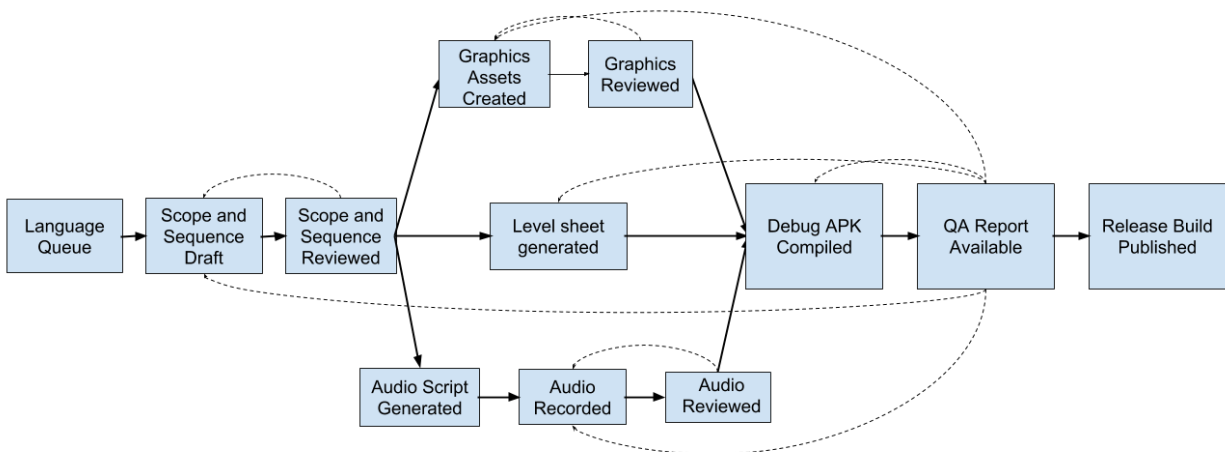 Language
Queue
Scope and
Sequence
Draft
Scope and
Sequence
Reviewed
Graphics
Assets
Created
Graphics
Reviewed
Level sheet
generated
Audio Script
Generated
Audio
Recorded
Audio
Reviewed
Debug APK
Compiled
QA Report
Available
Release Build
Published